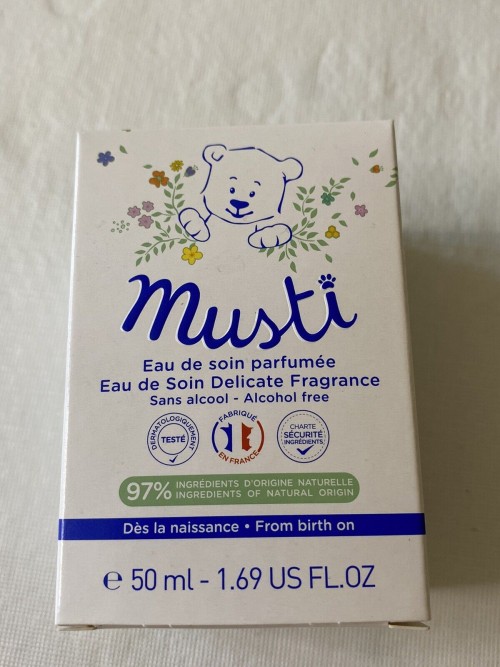 musti
Eau de soin parfumée
Eau de Soin Delicate Fragrance
Sans alcool - Alcohol free
DERMATOLOGIQUEMENT
TESTÉ
FABRIQUÉ
EN FRANCE
CHARTE
SÉCURITÉ
INGRÉDIENTS
97% INGRÉDIENTS D'ORIGINE NATURELLE
INGREDIENTS OF NATURAL ORIGIN
Dès la naissance • From birth on
℮ 50 ml - 1.69 US FL.OZ